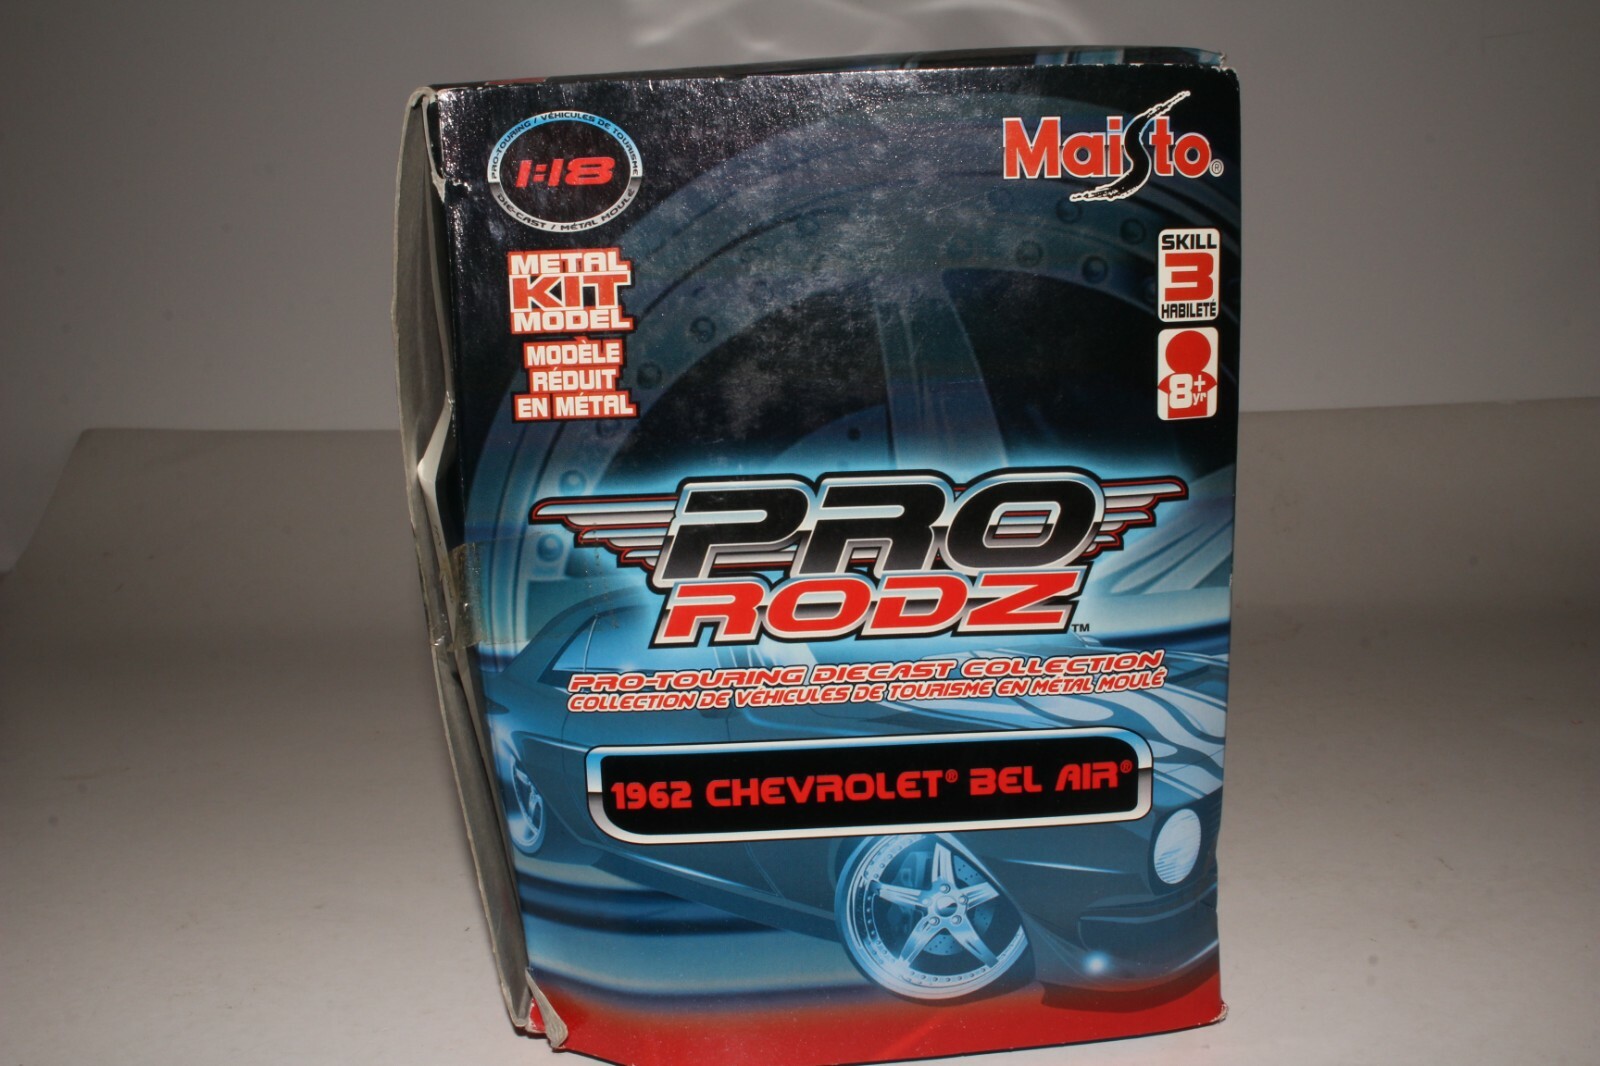 PRO-TOURING / VÉHICULES DE TOURISME
1:18
DIE-CAST / MÉTAL MOULÉ
Maisto®
METAL
KIT
MODEL
MODÈLE
RÉDUIT
EN MÉTAL
SKILL
3
HABILETÉ
8+
yr
PRO
RODZ™
PRO-TOURING DIECAST COLLECTION
COLLECTION DE VÉHICULES DE TOURISME EN MÉTAL MOULÉ
1962 CHEVROLET® BEL AIR®